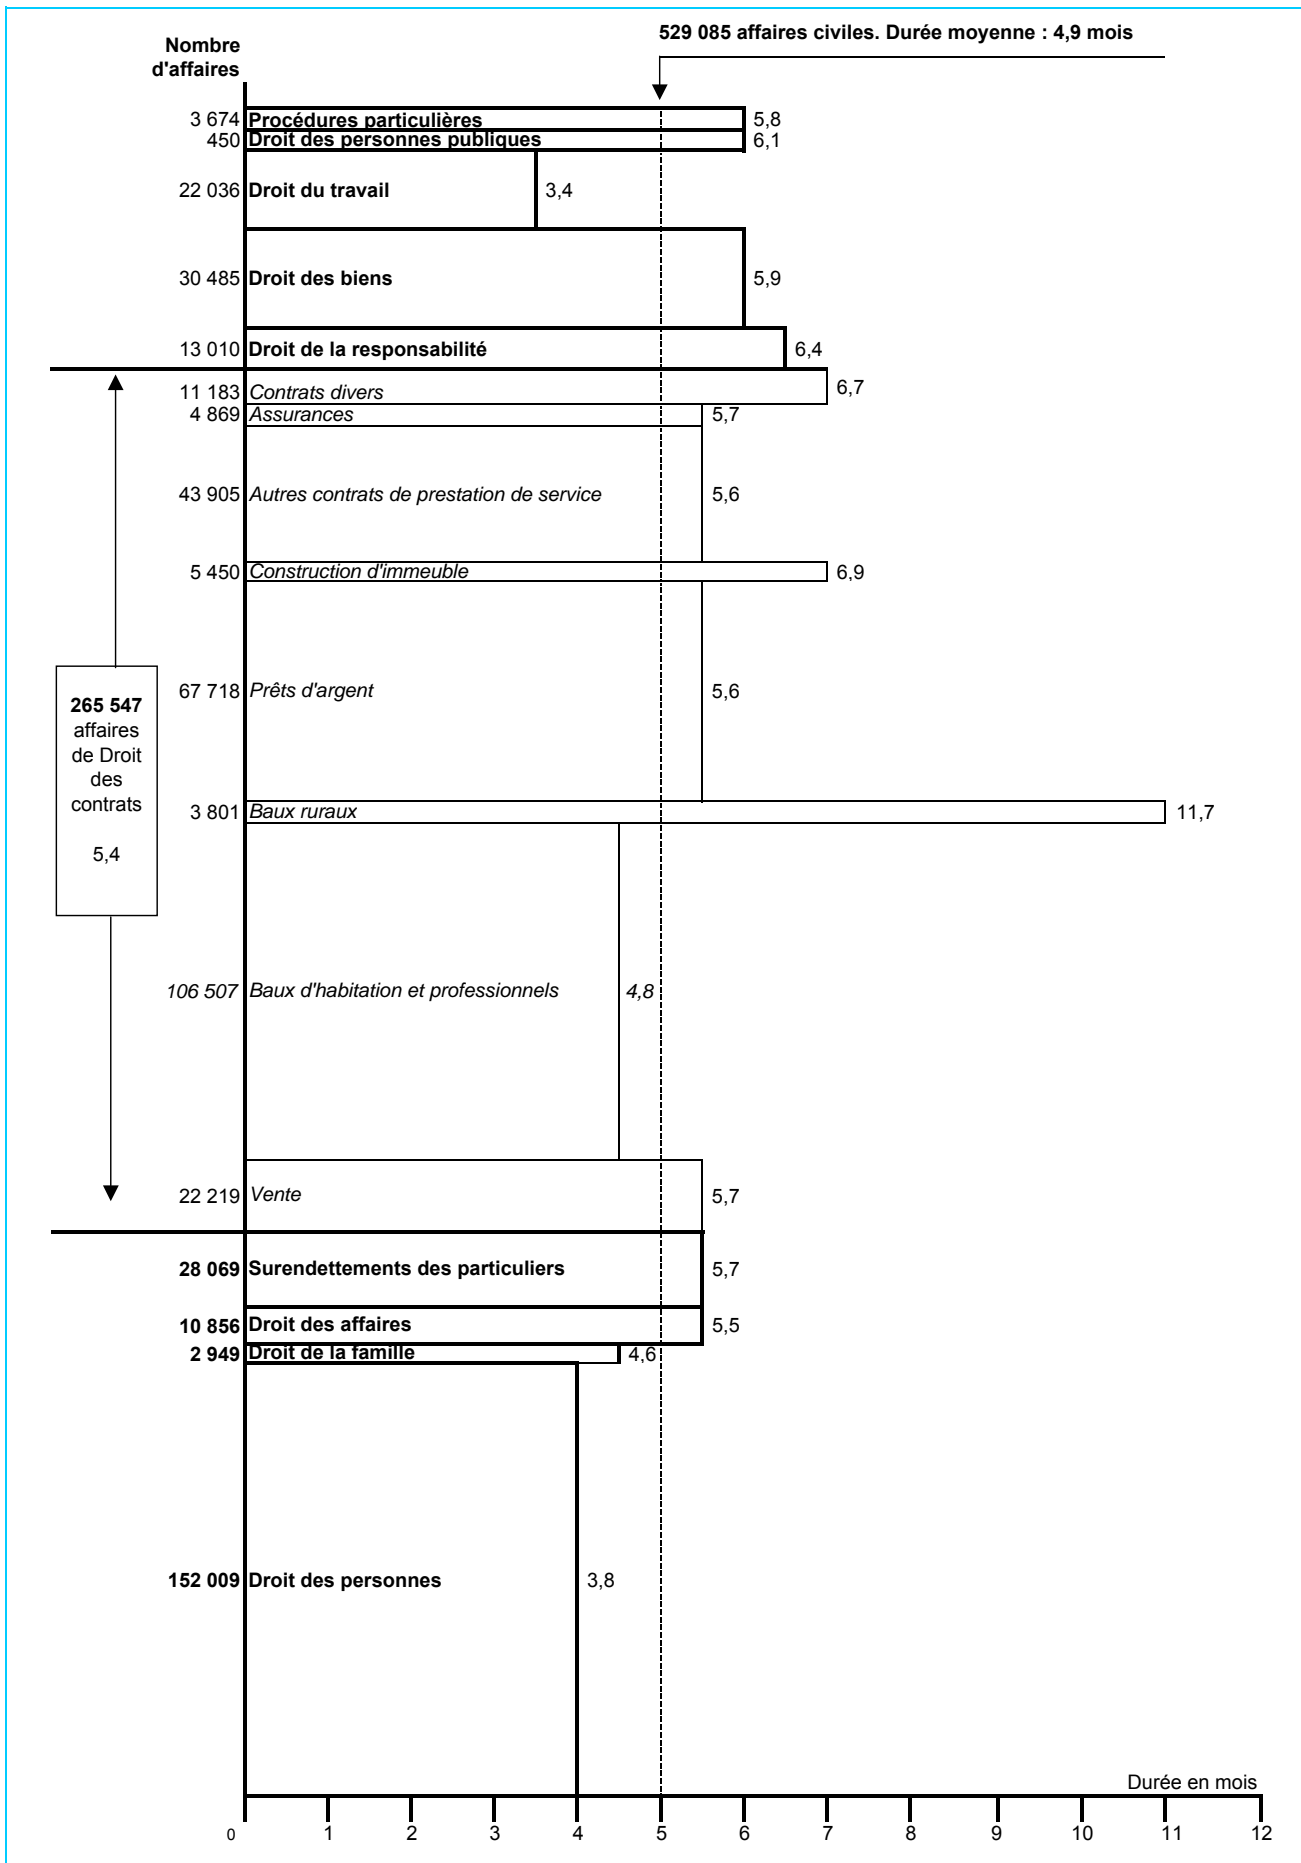 529 085 affaires civiles. Durée moyenne : 4,9 mois
Nombre
d'affaires
3 674 Procédures particulières 5,8
450 Droit des personnes publiques 6,1
22 036 Droit du travail 3,4
30 485 Droit des biens 5,9
13 010 Droit de la responsabilité 6,4
11 183 Contrats divers 6,7
4 869 Assurances 5,7
43 905 Autres contrats de prestation de service 5,6
5 450 Construction d'immeuble 6,9
67 718 Prêts d'argent 5,6
265 547
affaires
de Droit
des
contrats
5,4
3 801 Baux ruraux 11,7
106 507 Baux d'habitation et professionnels 4,8
22 219 Vente 5,7
28 069 Surendettements des particuliers 5,7
10 856 Droit des affaires 5,5
2 949 Droit de la famille 4,6
152 009 Droit des personnes 3,8
Durée en mois
0 1 2 3 4 5 6 7 8 9 10 11 12